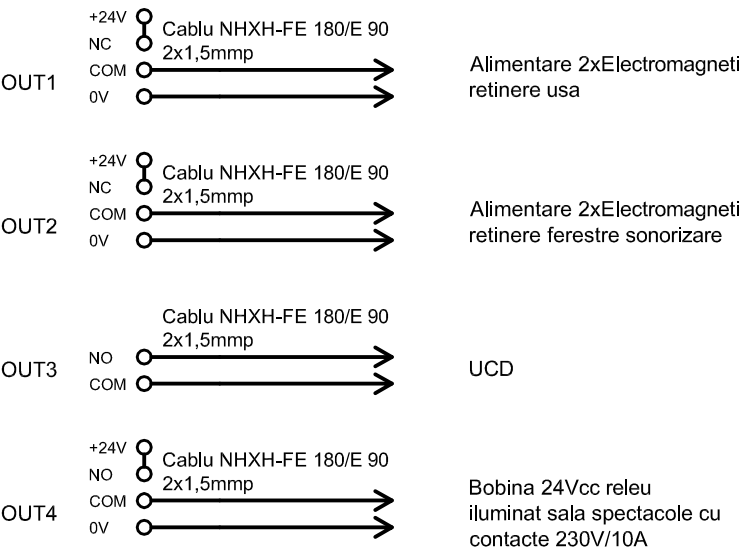 +24V
Cablu NHXH-FE 180/E 90
NC
2x1,5mmp
COM
OUT1
0V
Alimentare 2xElectromagneti
retinere usa
+24V
Cablu NHXH-FE 180/E 90
NC
2x1,5mmp
COM
OUT2
0V
Alimentare 2xElectromagneti
retinere ferestre sonorizare
Cablu NHXH-FE 180/E 90
2x1,5mmp
NO
OUT3
COM
UCD
+24V
Cablu NHXH-FE 180/E 90
NO
2x1,5mmp
COM
OUT4
0V
Bobina 24Vcc releu
iluminat sala spectacole cu
contacte 230V/10A